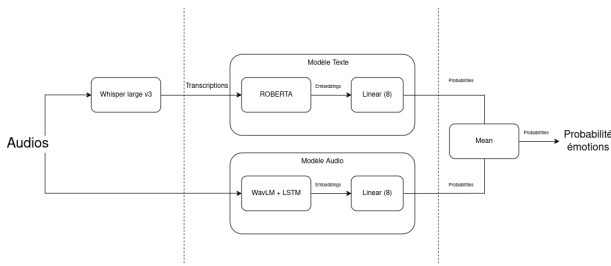 Audios
Whisper large v3
Transcriptions
Modèle Texte
ROBERTA
Embeddings
Linear (8)
Probabilities
Modèle Audio
WavLM + LSTM
Embeddings
Linear (8)
Probabilities
Mean
Probabilities
Probabilité
émotions